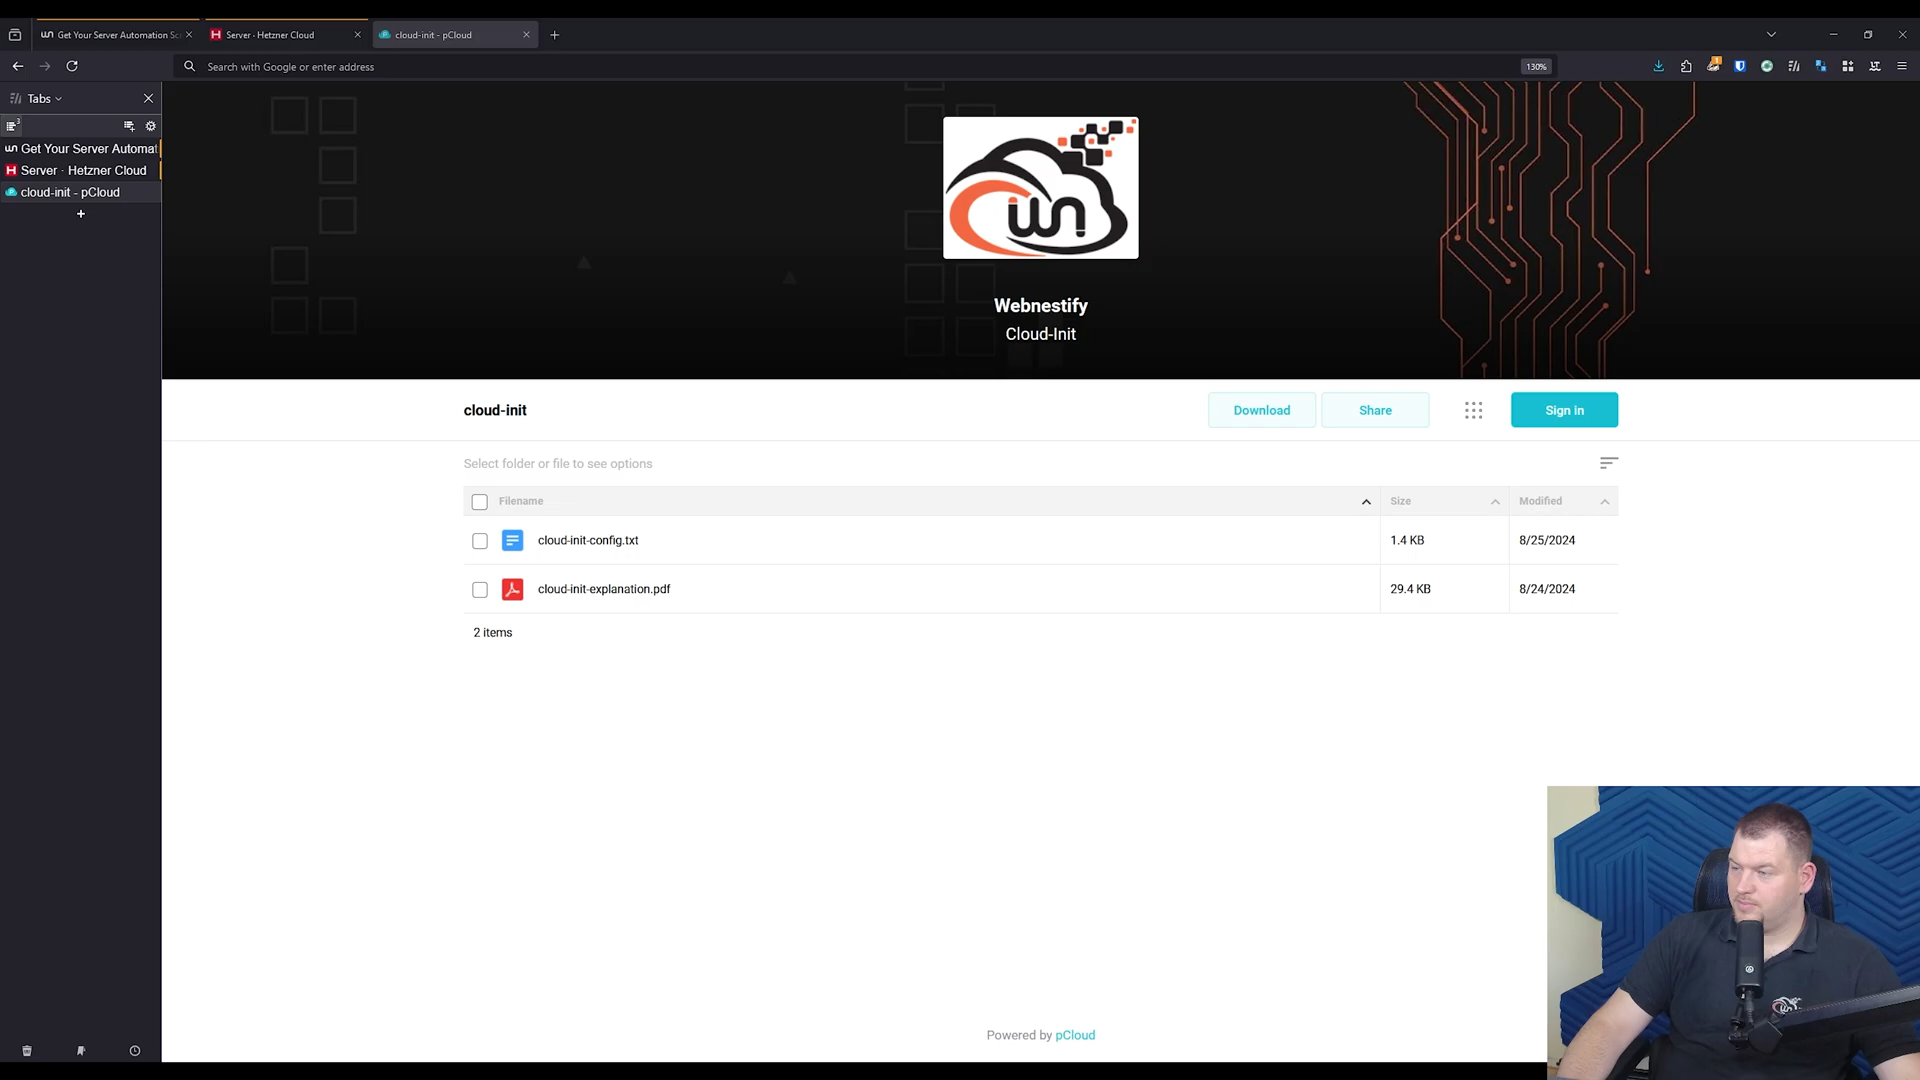 Get Your Server Automation Sc
Server · Hetzner Cloud
cloud-init - pCloud
Search with Google or enter address
130%
Tabs
3
Get Your Server Automat
Server · Hetzner Cloud
cloud-init - pCloud
wn
Webnestify
Cloud-Init
cloud-init
Download
Share
Sign in
Select folder or file to see options
Filename
Size
Modified
cloud-init-config.txt
1.4 KB
8/25/2024
cloud-init-explanation.pdf
29.4 KB
8/24/2024
2 items
Powered by pCloud